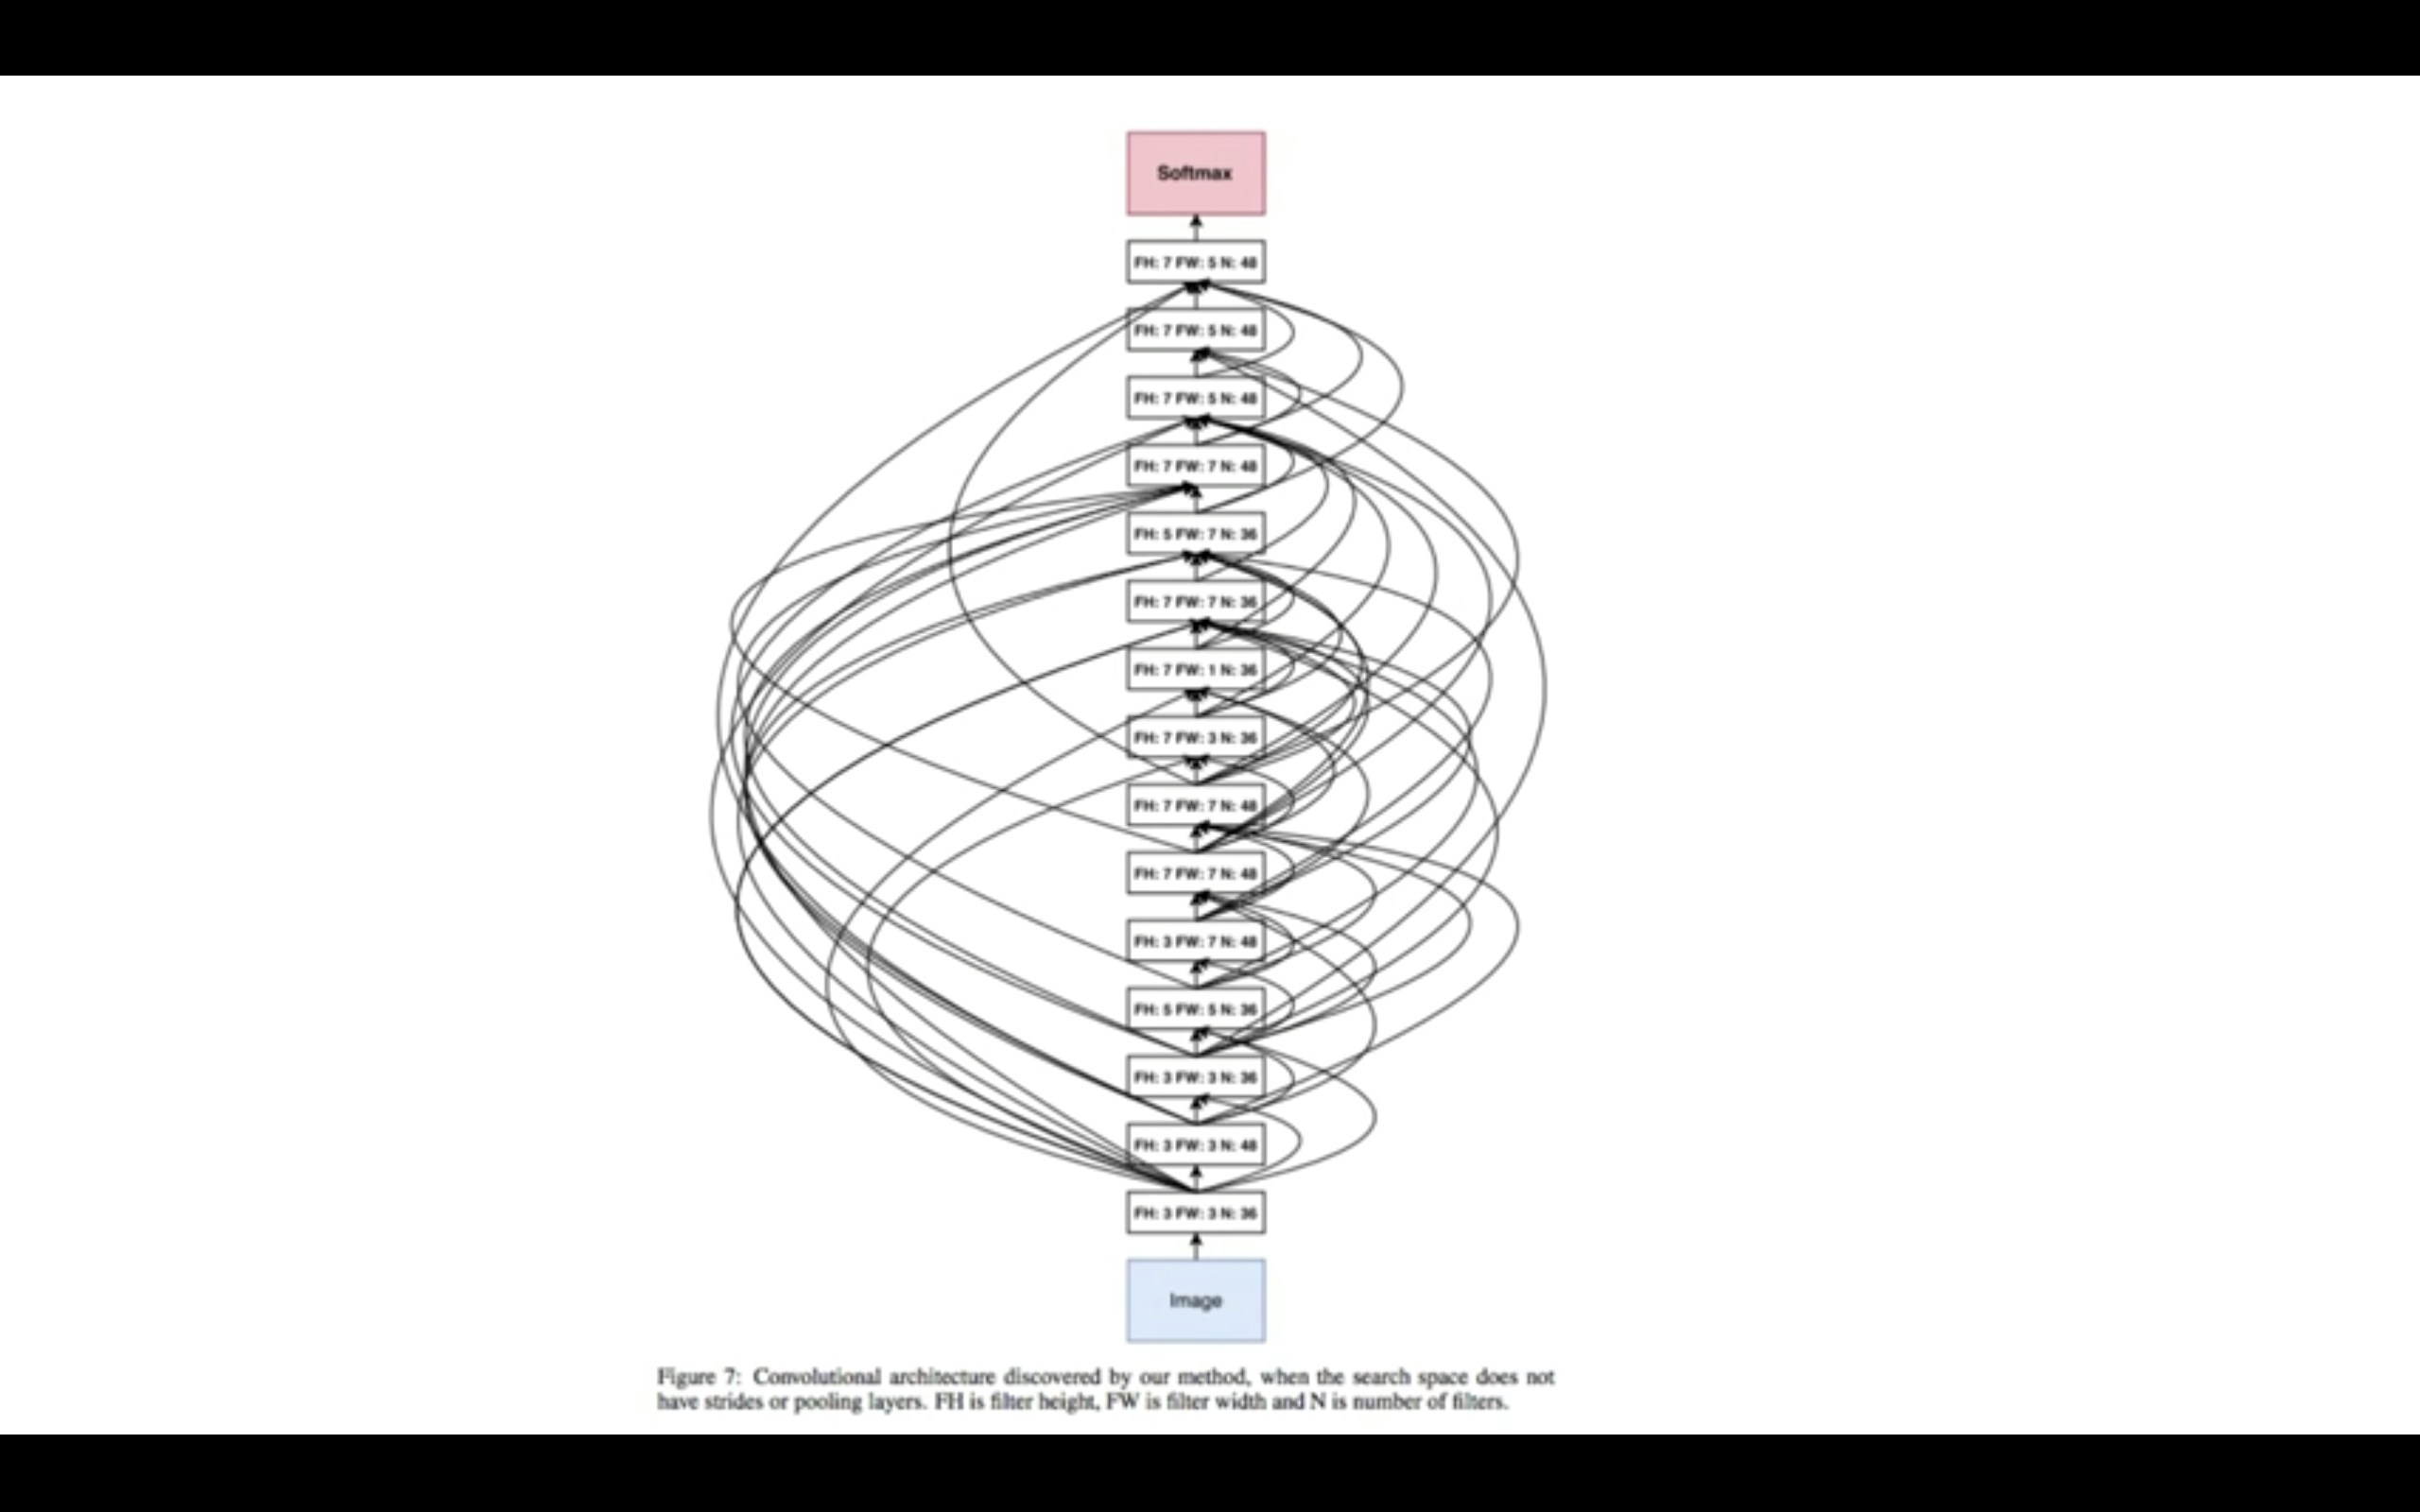 Softmax
FH: 7 FW: 5 N: 48
FH: 7 FW: 5 N: 48
FH: 7 FW: 5 N: 48
FH: 7 FW: 7 N: 48
FH: 5 FW: 7 N: 36
FH: 7 FW: 7 N: 36
FH: 7 FW: 1 N: 36
FH: 7 FW: 3 N: 36
FH: 7 FW: 7 N: 48
FH: 7 FW: 7 N: 48
FH: 3 FW: 7 N: 48
FH: 5 FW: 5 N: 36
FH: 3 FW: 3 N: 36
FH: 3 FW: 3 N: 48
FH: 3 FW: 3 N: 36
Image
Figure 7: Convolutional architecture discovered by our method, when the search space does not
have strides or pooling layers. FH is filter height, FW is filter width and N is number of filters.